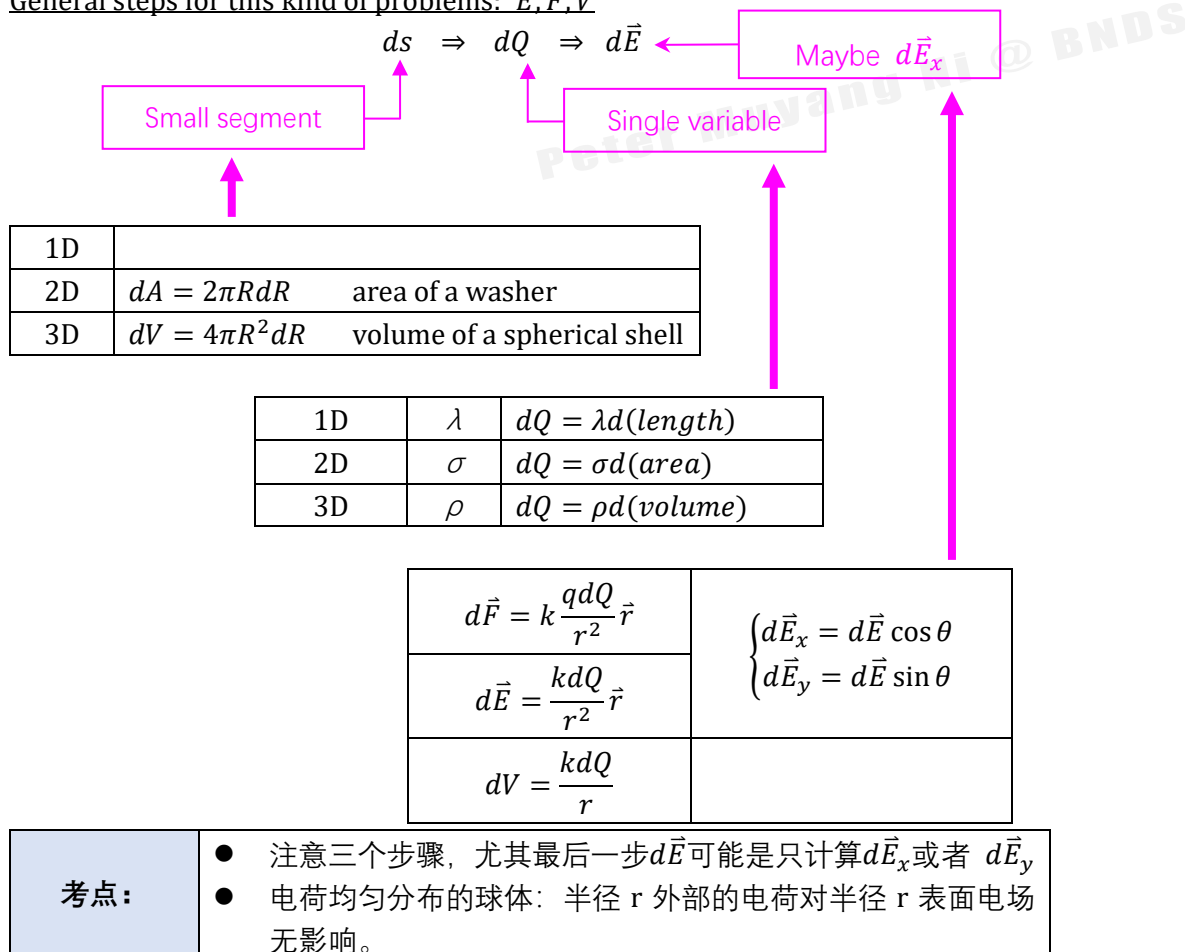 General steps for this kind of problems: E, F, V
ds ⇒ dQ ⇒ dE⃗
Maybe dE⃗ₓ
Small segment
Single variable
Peter Muyang Ni @ BNDS
1D
2D dA = 2πRdR area of a washer
3D dV = 4πR²dR volume of a spherical shell
1D λ dQ = λd(length)
2D σ dQ = σd(area)
3D ρ dQ = ρd(volume)
dF⃗ = k qdQ/r² r⃗
dE⃗ = kdQ/r² r⃗
{dE⃗ₓ = dE⃗ cos θ
dE⃗ᵧ = dE⃗ sin θ
dV = kdQ/r
考点：
● 注意三个步骤，尤其最后一步dE⃗可能是只计算dE⃗ₓ或者 dE⃗ᵧ
● 电荷均匀分布的球体：半径 r 外部的电荷对半径 r 表面电场
无影响。